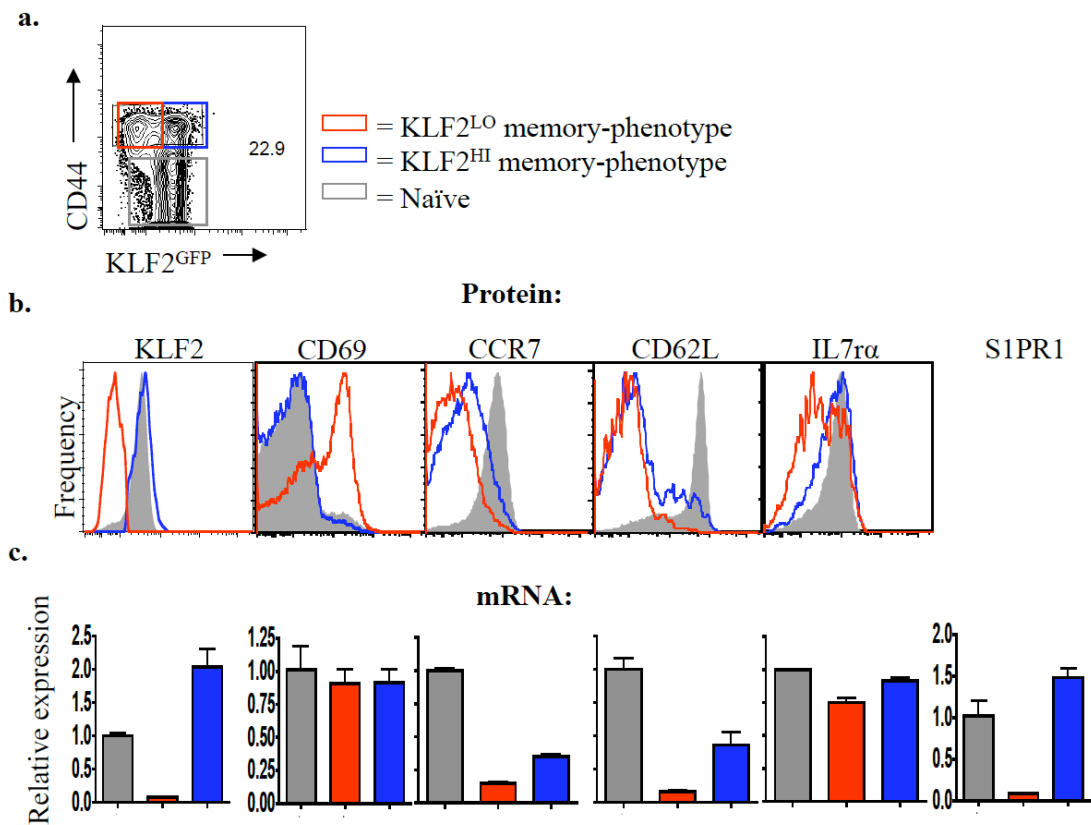 a.
CD44
KLF2GFP
22.9
= KLF2LO memory-phenotype
= KLF2HI memory-phenotype
= Naïve
b.
Protein:
KLF2 CD69 CCR7 CD62L IL7rα S1PR1
Frequency
c.
mRNA:
Relative expression
2.5
2.0
1.5
1.0
0.5
0.0
1.25
1.00
0.75
0.50
0.25
0.00
2.0
1.5
1.0
0.5
0.0